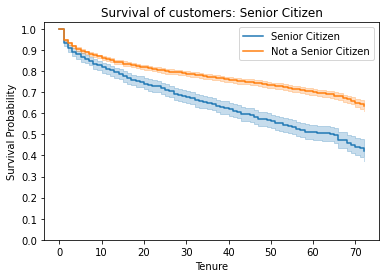 Survival of customers: Senior Citizen
Senior Citizen
Not a Senior Citizen
Survival Probability
1.0
0.9
0.8
0.7
0.6
0.5
0.4
0.3
0.2
0.1
0.0
0 10 20 30 40 50 60 70
Tenure